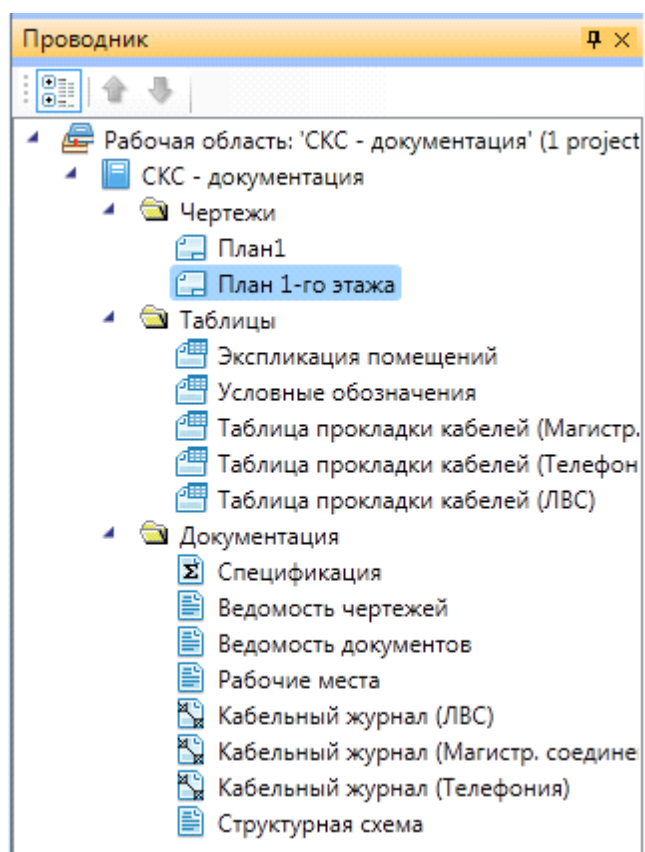 Проводник
Рабочая область: 'СКС - документация' (1 project
СКС - документация
Чертежи
План1
План 1-го этажа
Таблицы
Экспликация помещений
Условные обозначения
Таблица прокладки кабелей (Магистр.
Таблица прокладки кабелей (Телефон
Таблица прокладки кабелей (ЛВС)
Документация
Спецификация
Ведомость чертежей
Ведомость документов
Рабочие места
Кабельный журнал (ЛВС)
Кабельный журнал (Магистр. соедине
Кабельный журнал (Телефония)
Структурная схема